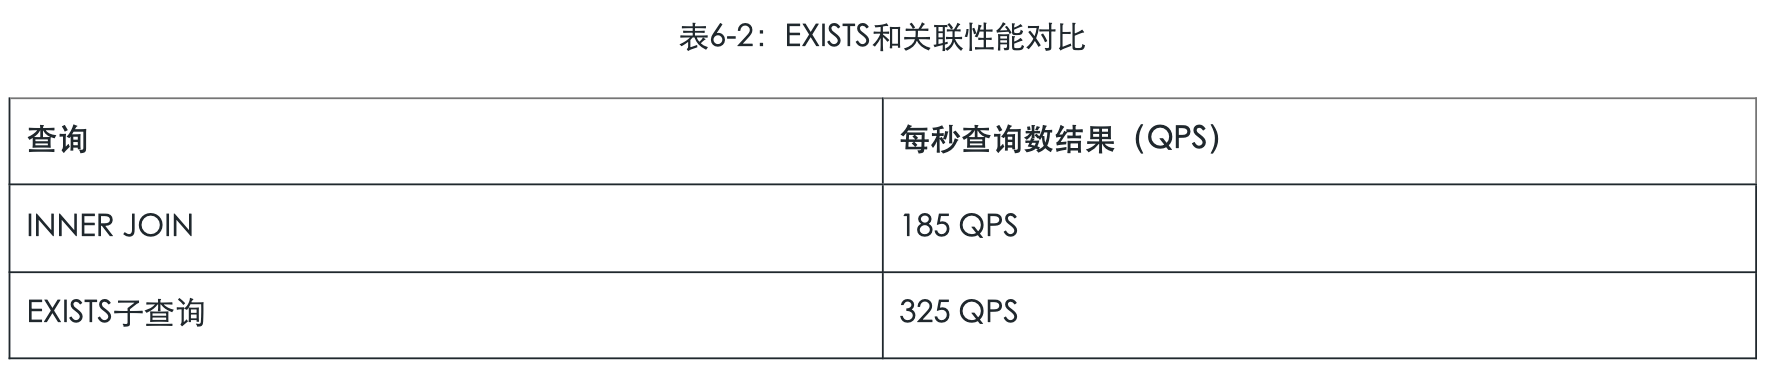 表6-2：EXISTS和关联性能对比
查询 每秒查询数结果（QPS）
INNER JOIN 185 QPS
EXISTS子查询 325 QPS